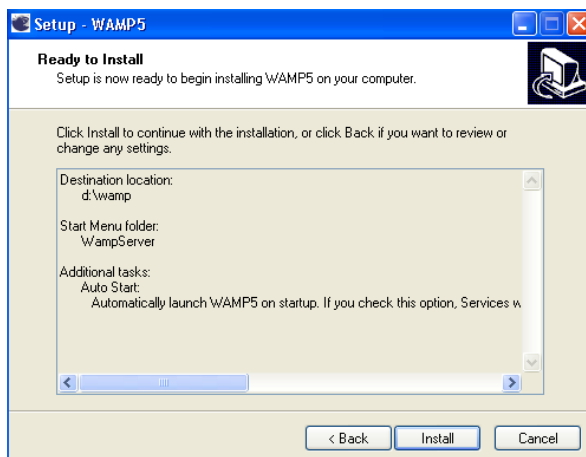 Setup - WAMP5
Ready to Install
Setup is now ready to begin installing WAMP5 on your computer.
Click Install to continue with the installation, or click Back if you want to review or
change any settings.
Destination location:
d:\wamp
Start Menu folder:
WampServer
Additional tasks:
Auto Start:
Automatically launch WAMP5 on startup. If you check this option, Services w
< Back
Install
Cancel